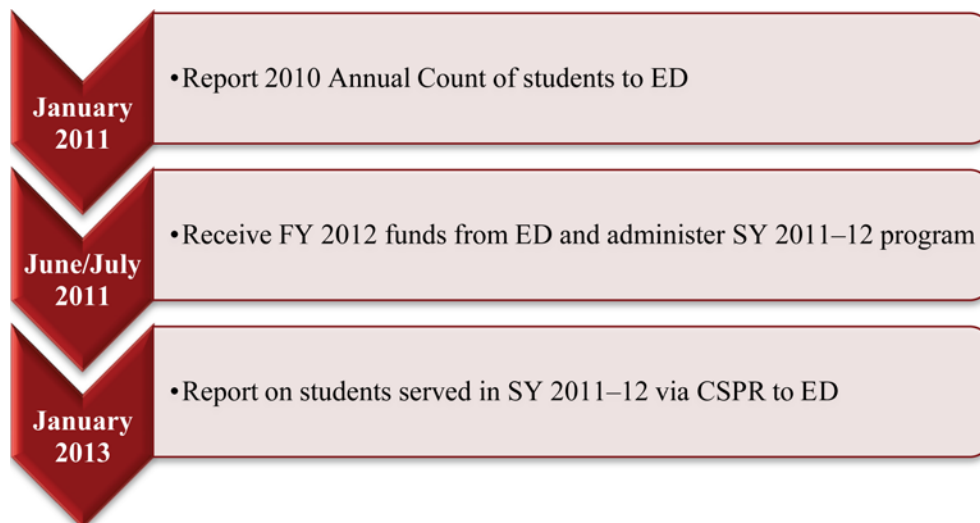 January
2011
•Report 2010 Annual Count of students to ED
June/July
2011
•Receive FY 2012 funds from ED and administer SY 2011–12 program
January
2013
•Report on students served in SY 2011–12 via CSPR to ED